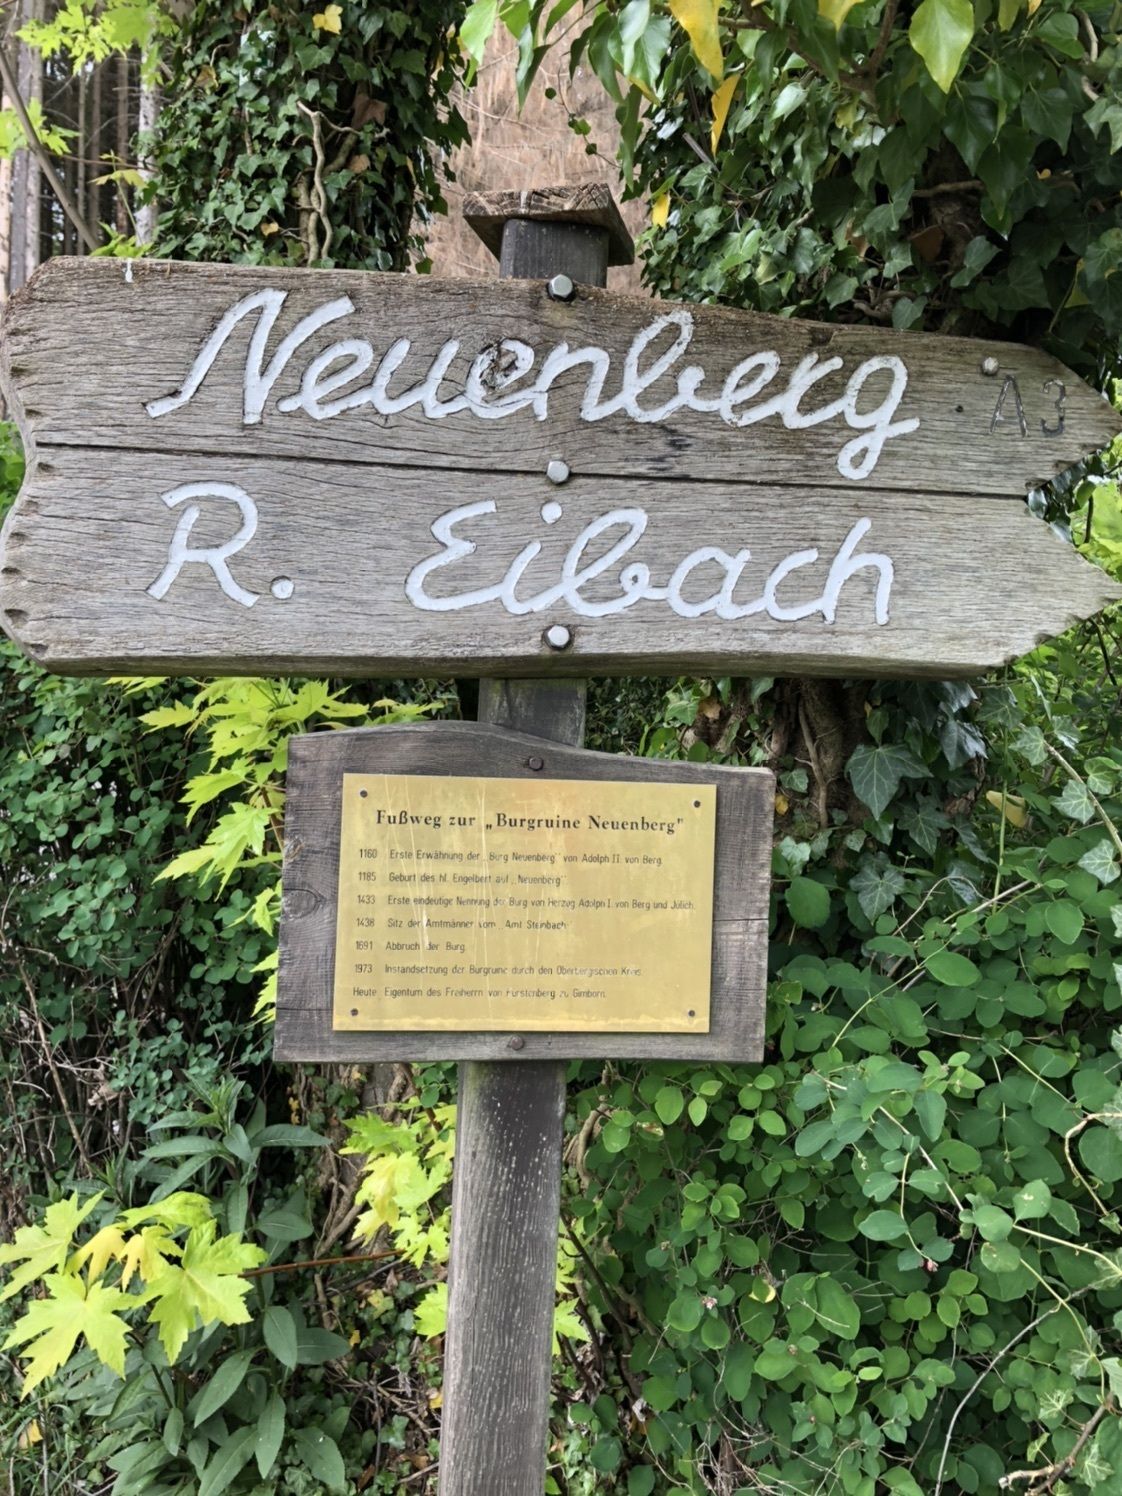 Neuenberg A3
R. Eibach
Fußweg zur „Burgruine Neuenberg"
1160 Erste Erwähnung der „Burg Neuenberg" von Adolph II. von Berg.
1185 Geburt des hl. Engelbert auf „Neuenberg"
1433 Erste eindeutige Nennung der Burg von Herzog Adolph I. von Berg und Jülich.
1438 Sitz der Amtmänner vom „Amt Steinbach"
1691 Abbruch der Burg.
1973 Instandsetzung der Burgruine durch den Oberbergischen Kreis.
Heute Eigentum des Freiherrn von Fürstenberg zu Gimborn.